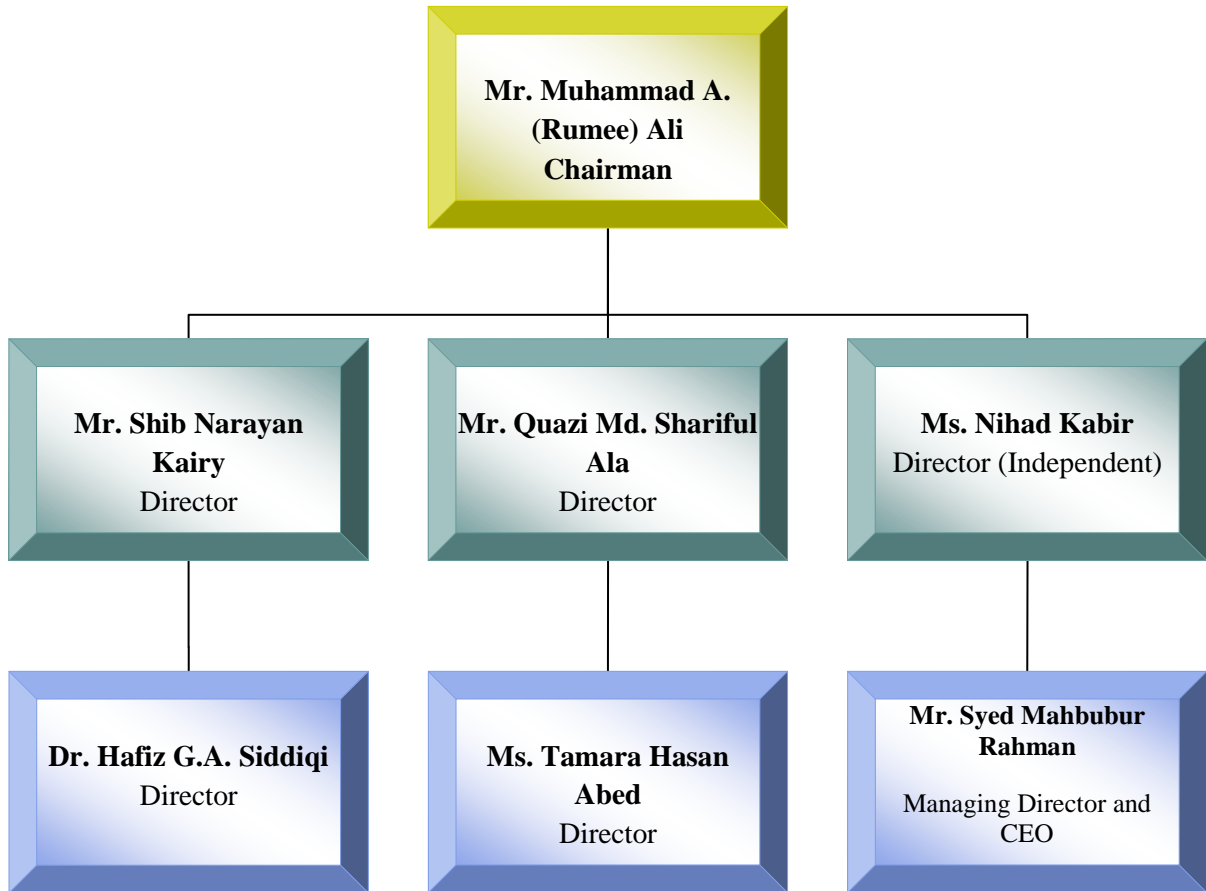 Mr. Muhammad A.
(Rumee) Ali
Chairman
Mr. Shib Narayan
Kairy
Director
Mr. Quazi Md. Shariful
Ala
Director
Ms. Nihad Kabir
Director (Independent)
Dr. Hafiz G.A. Siddiqi
Director
Ms. Tamara Hasan
Abed
Director
Mr. Syed Mahbubur
Rahman
Managing Director and
CEO